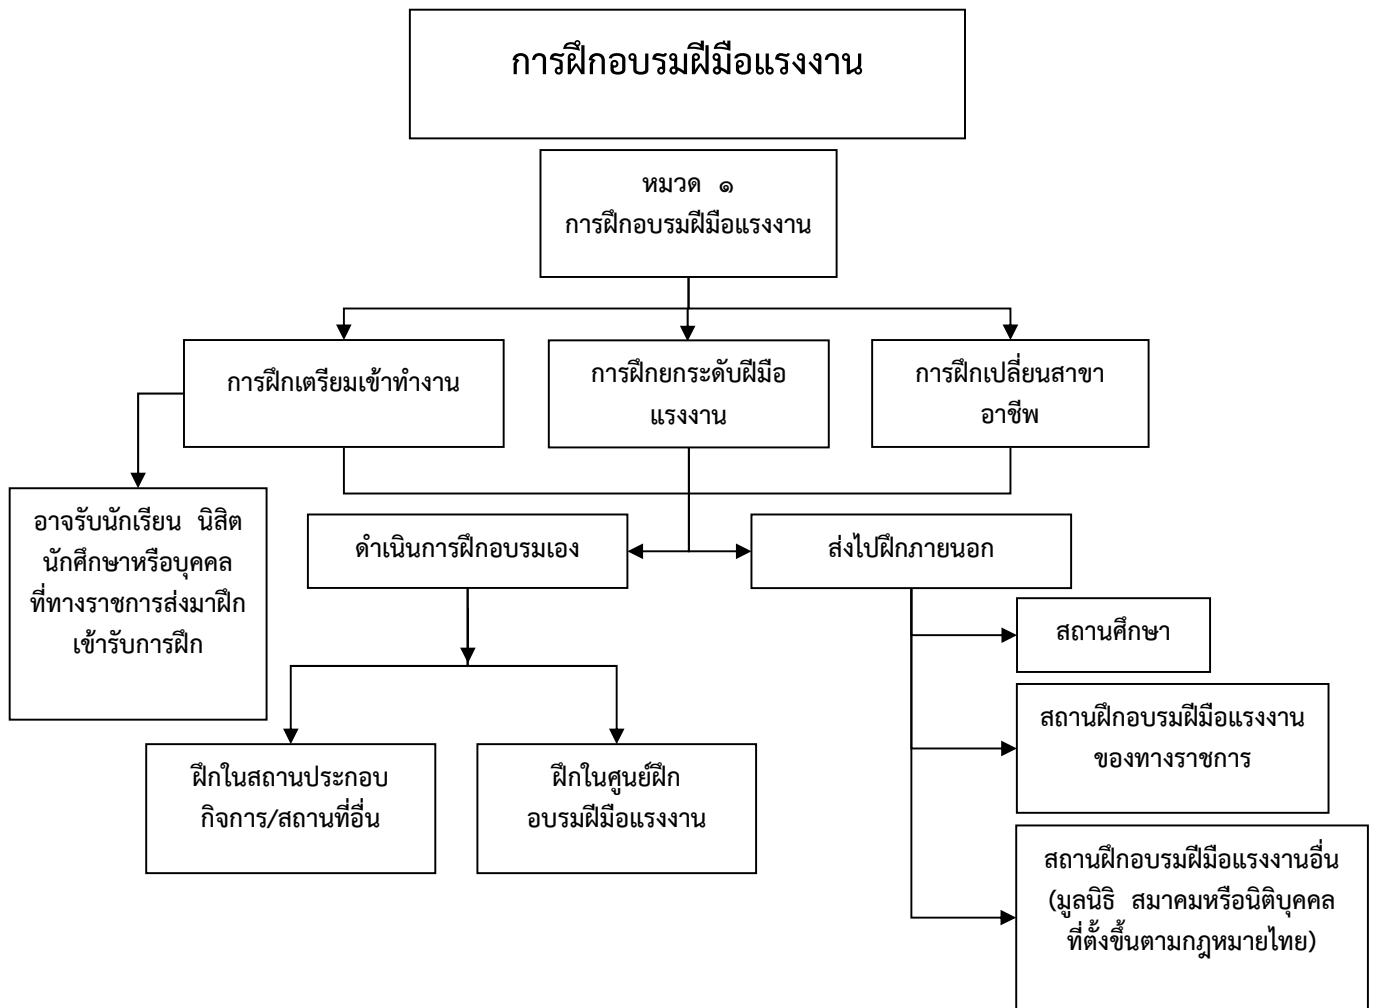 การฝึกอบรมฝีมือแรงงาน
หมวด ๑
การฝึกอบรมฝีมือแรงงาน
การฝึกเตรียมเข้าทำงาน
การฝึกยกระดับฝีมือ
แรงงาน
การฝึกเปลี่ยนสาขา
อาชีพ
อาจรับนักเรียน นิสิต
นักศึกษาหรือบุคคล
ที่ทางราชการส่งมาฝึก
เข้ารับการฝึก
ดำเนินการฝึกอบรมเอง
ส่งไปฝึกภายนอก
สถานศึกษา
สถานฝึกอบรมฝีมือแรงงาน
ของทางราชการ
ฝึกในสถานประกอบ
กิจการ/สถานที่อื่น
ฝึกในศูนย์ฝึก
อบรมฝีมือแรงงาน
สถานฝึกอบรมฝีมือแรงงานอื่น
(มูลนิธิ สมาคมหรือนิติบุคคล
ที่ตั้งขึ้นตามกฎหมายไทย)